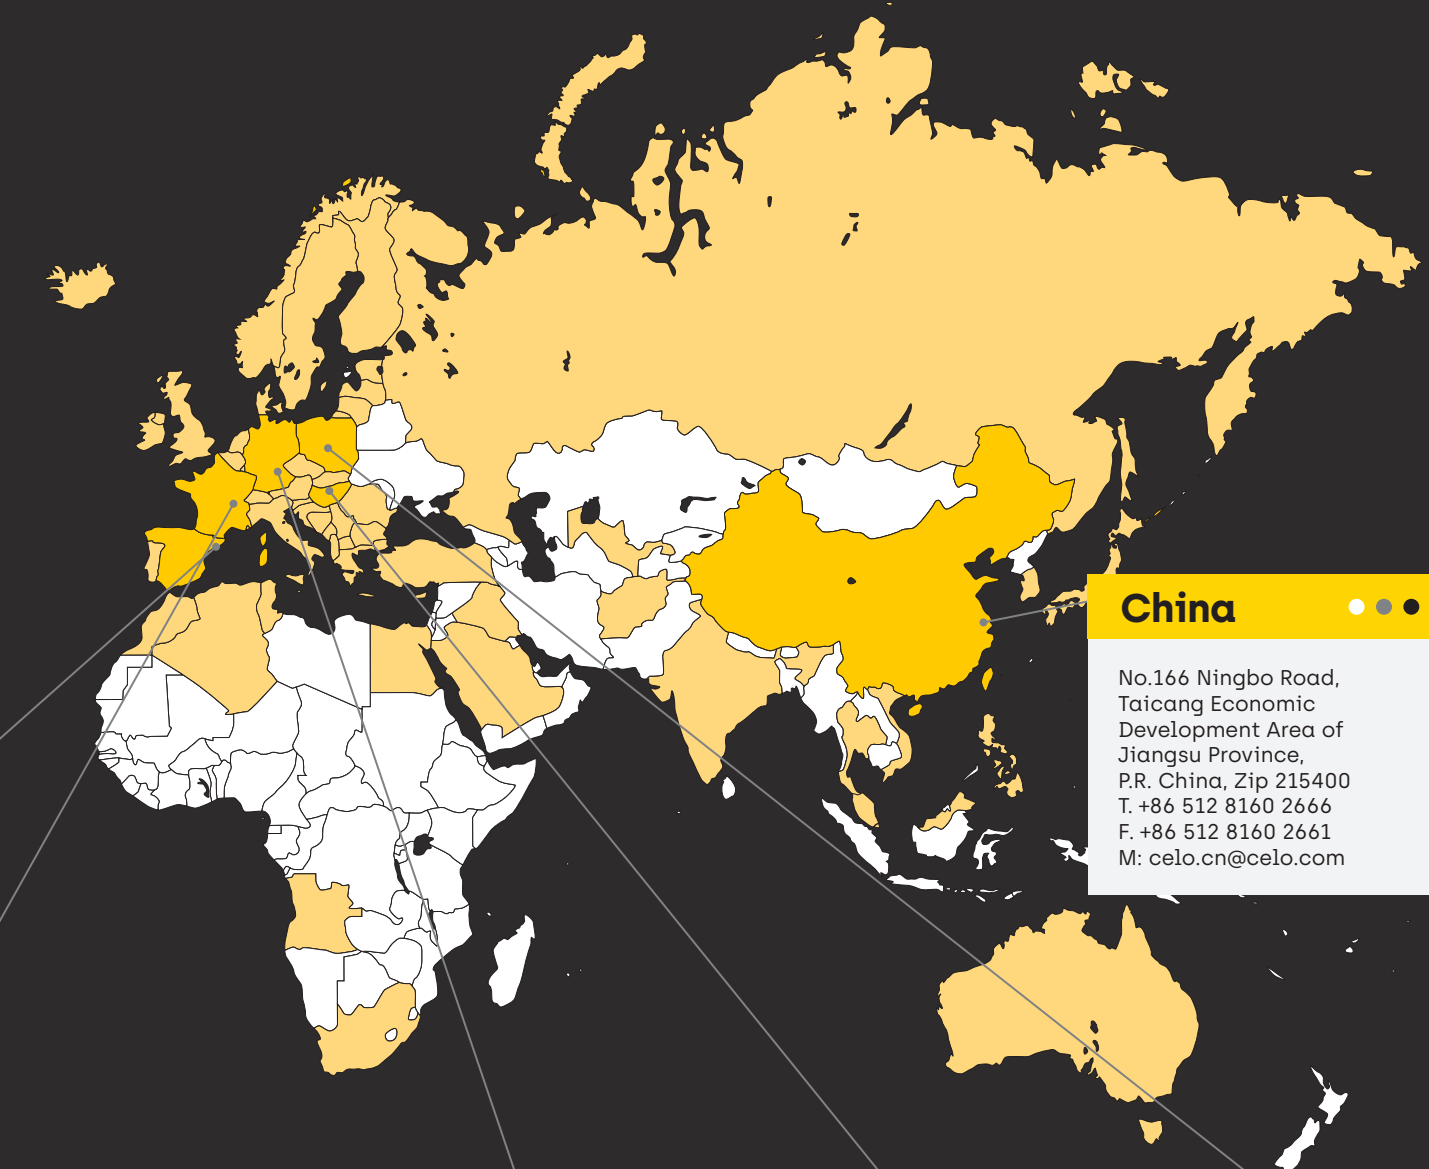 China
No.166 Ningbo Road,
Taicang Economic
Development Area of
Jiangsu Province,
P.R. China, Zip 215400
T. +86 512 8160 2666
F. +86 512 8160 2661
M: celo.cn@celo.com